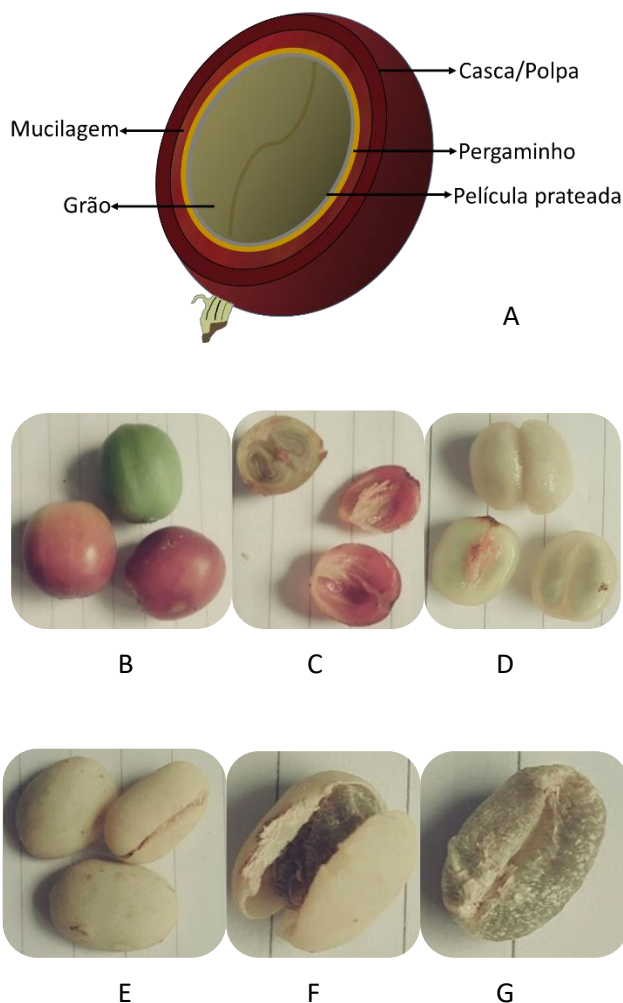 Casca/Polpa
Mucilagem
Pergaminho
Película prateada
Grão
A
B C D
E F G